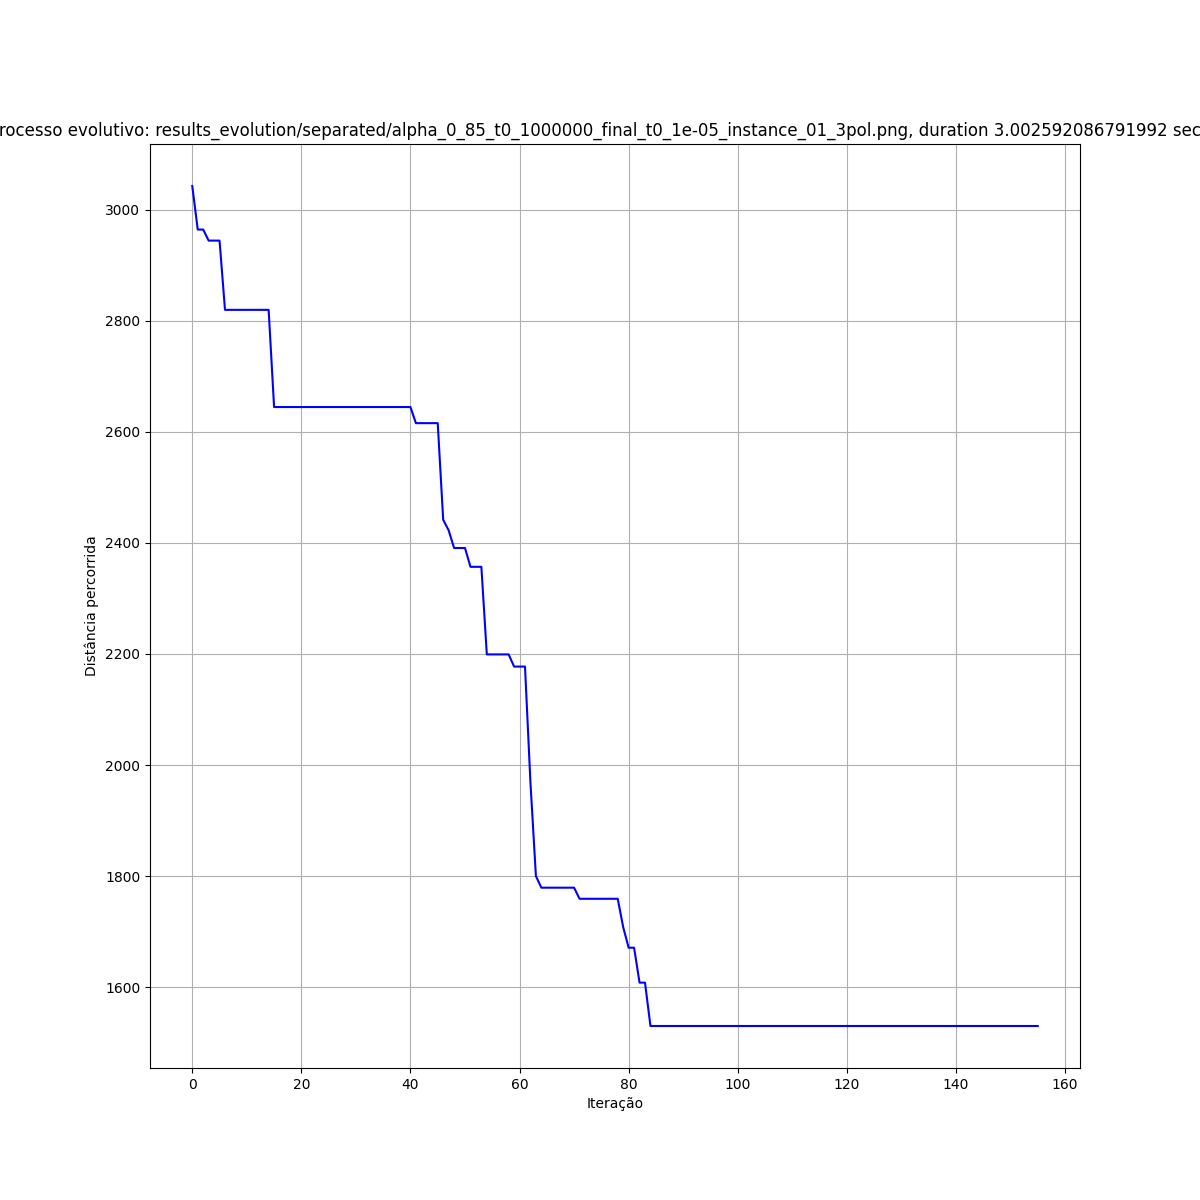 rocesso evolutivo: results_evolution/separated/alpha_0_85_t0_1000000_final_t0_1e-05_instance_01_3pol.png, duration 3.002592086791992 sec
3000
2800
2600
2400
2200
2000
1800
1600
Distância percorrida
0 20 40 60 80 100 120 140 160
Iteração